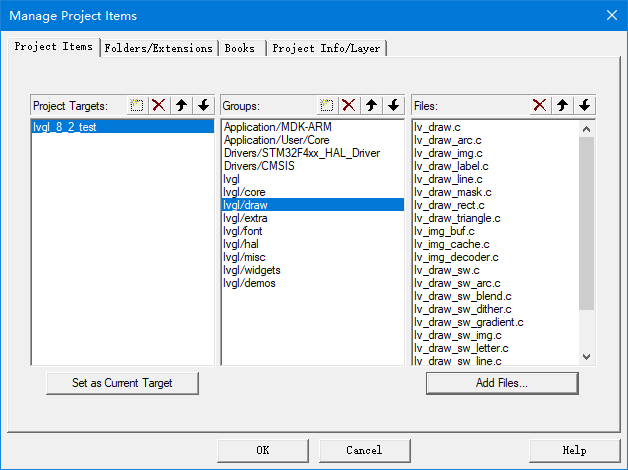 Manage Project Items
Project Items Folders/Extensions Books Project Info/Layer
Project Targets: Groups: Files:
lvgl_8_2_test
Application/MDK-ARM
Application/User/Core
Drivers/STM32F4xx_HAL_Driver
Drivers/CMSIS
lvgl
lvgl/core
lvgl/draw
lvgl/extra
lvgl/font
lvgl/hal
lvgl/misc
lvgl/widgets
lvgl/demos
lv_draw.c
lv_draw_arc.c
lv_draw_img.c
lv_draw_label.c
lv_draw_line.c
lv_draw_mask.c
lv_draw_rect.c
lv_draw_triangle.c
lv_img_buf.c
lv_img_cache.c
lv_img_decoder.c
lv_draw_sw.c
lv_draw_sw_arc.c
lv_draw_sw_blend.c
lv_draw_sw_dither.c
lv_draw_sw_gradient.c
lv_draw_sw_img.c
lv_draw_sw_letter.c
lv_draw_sw_line.c
Set as Current Target Add Files...
OK Cancel Help